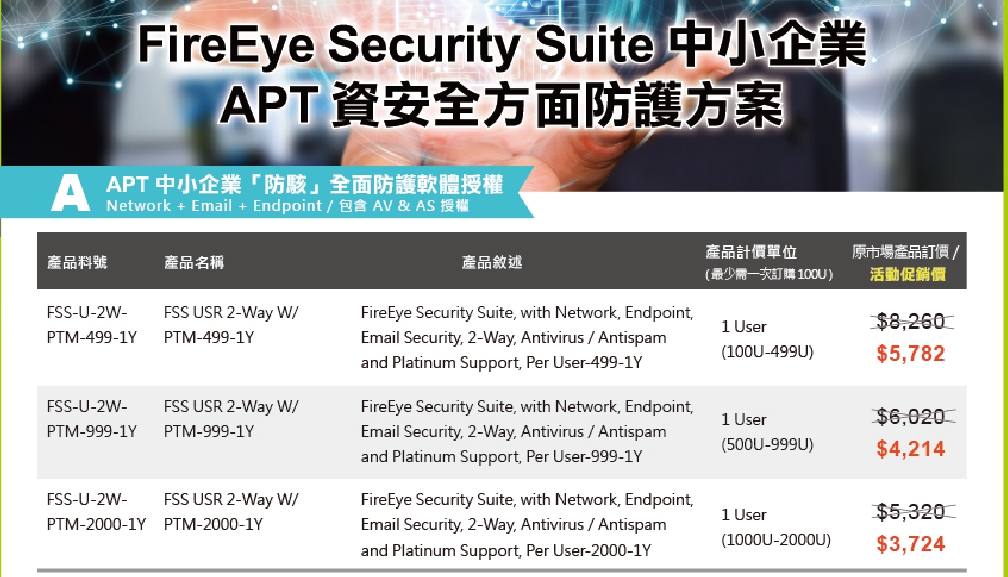 FireEye Security Suite 中小企業
APT 資安全方面防護方案
A
APT 中小企業「防駭」全面防護軟體授權
Network + Email + Endpoint / 包含 AV & AS 授權
產品料號 產品名稱 產品敘述 產品計價單位 原市場產品訂價 /
(最少需一次訂購 100U) 活動促銷價
FSS-U-2W- FSS USR 2-Way W/ FireEye Security Suite, with Network, Endpoint, 1 User $8,260
PTM-499-1Y PTM-499-1Y Email Security, 2-Way, Antivirus / Antispam (100U-499U) $5,782
and Platinum Support, Per User-499-1Y
FSS-U-2W- FSS USR 2-Way W/ FireEye Security Suite, with Network, Endpoint, 1 User $6,020
PTM-999-1Y PTM-999-1Y Email Security, 2-Way, Antivirus / Antispam (500U-999U) $4,214
and Platinum Support, Per User-999-1Y
FSS-U-2W- FSS USR 2-Way W/ FireEye Security Suite, with Network, Endpoint, 1 User $5,320
PTM-2000-1Y PTM-2000-1Y Email Security, 2-Way, Antivirus / Antispam (1000U-2000U) $3,724
and Platinum Support, Per User-2000-1Y